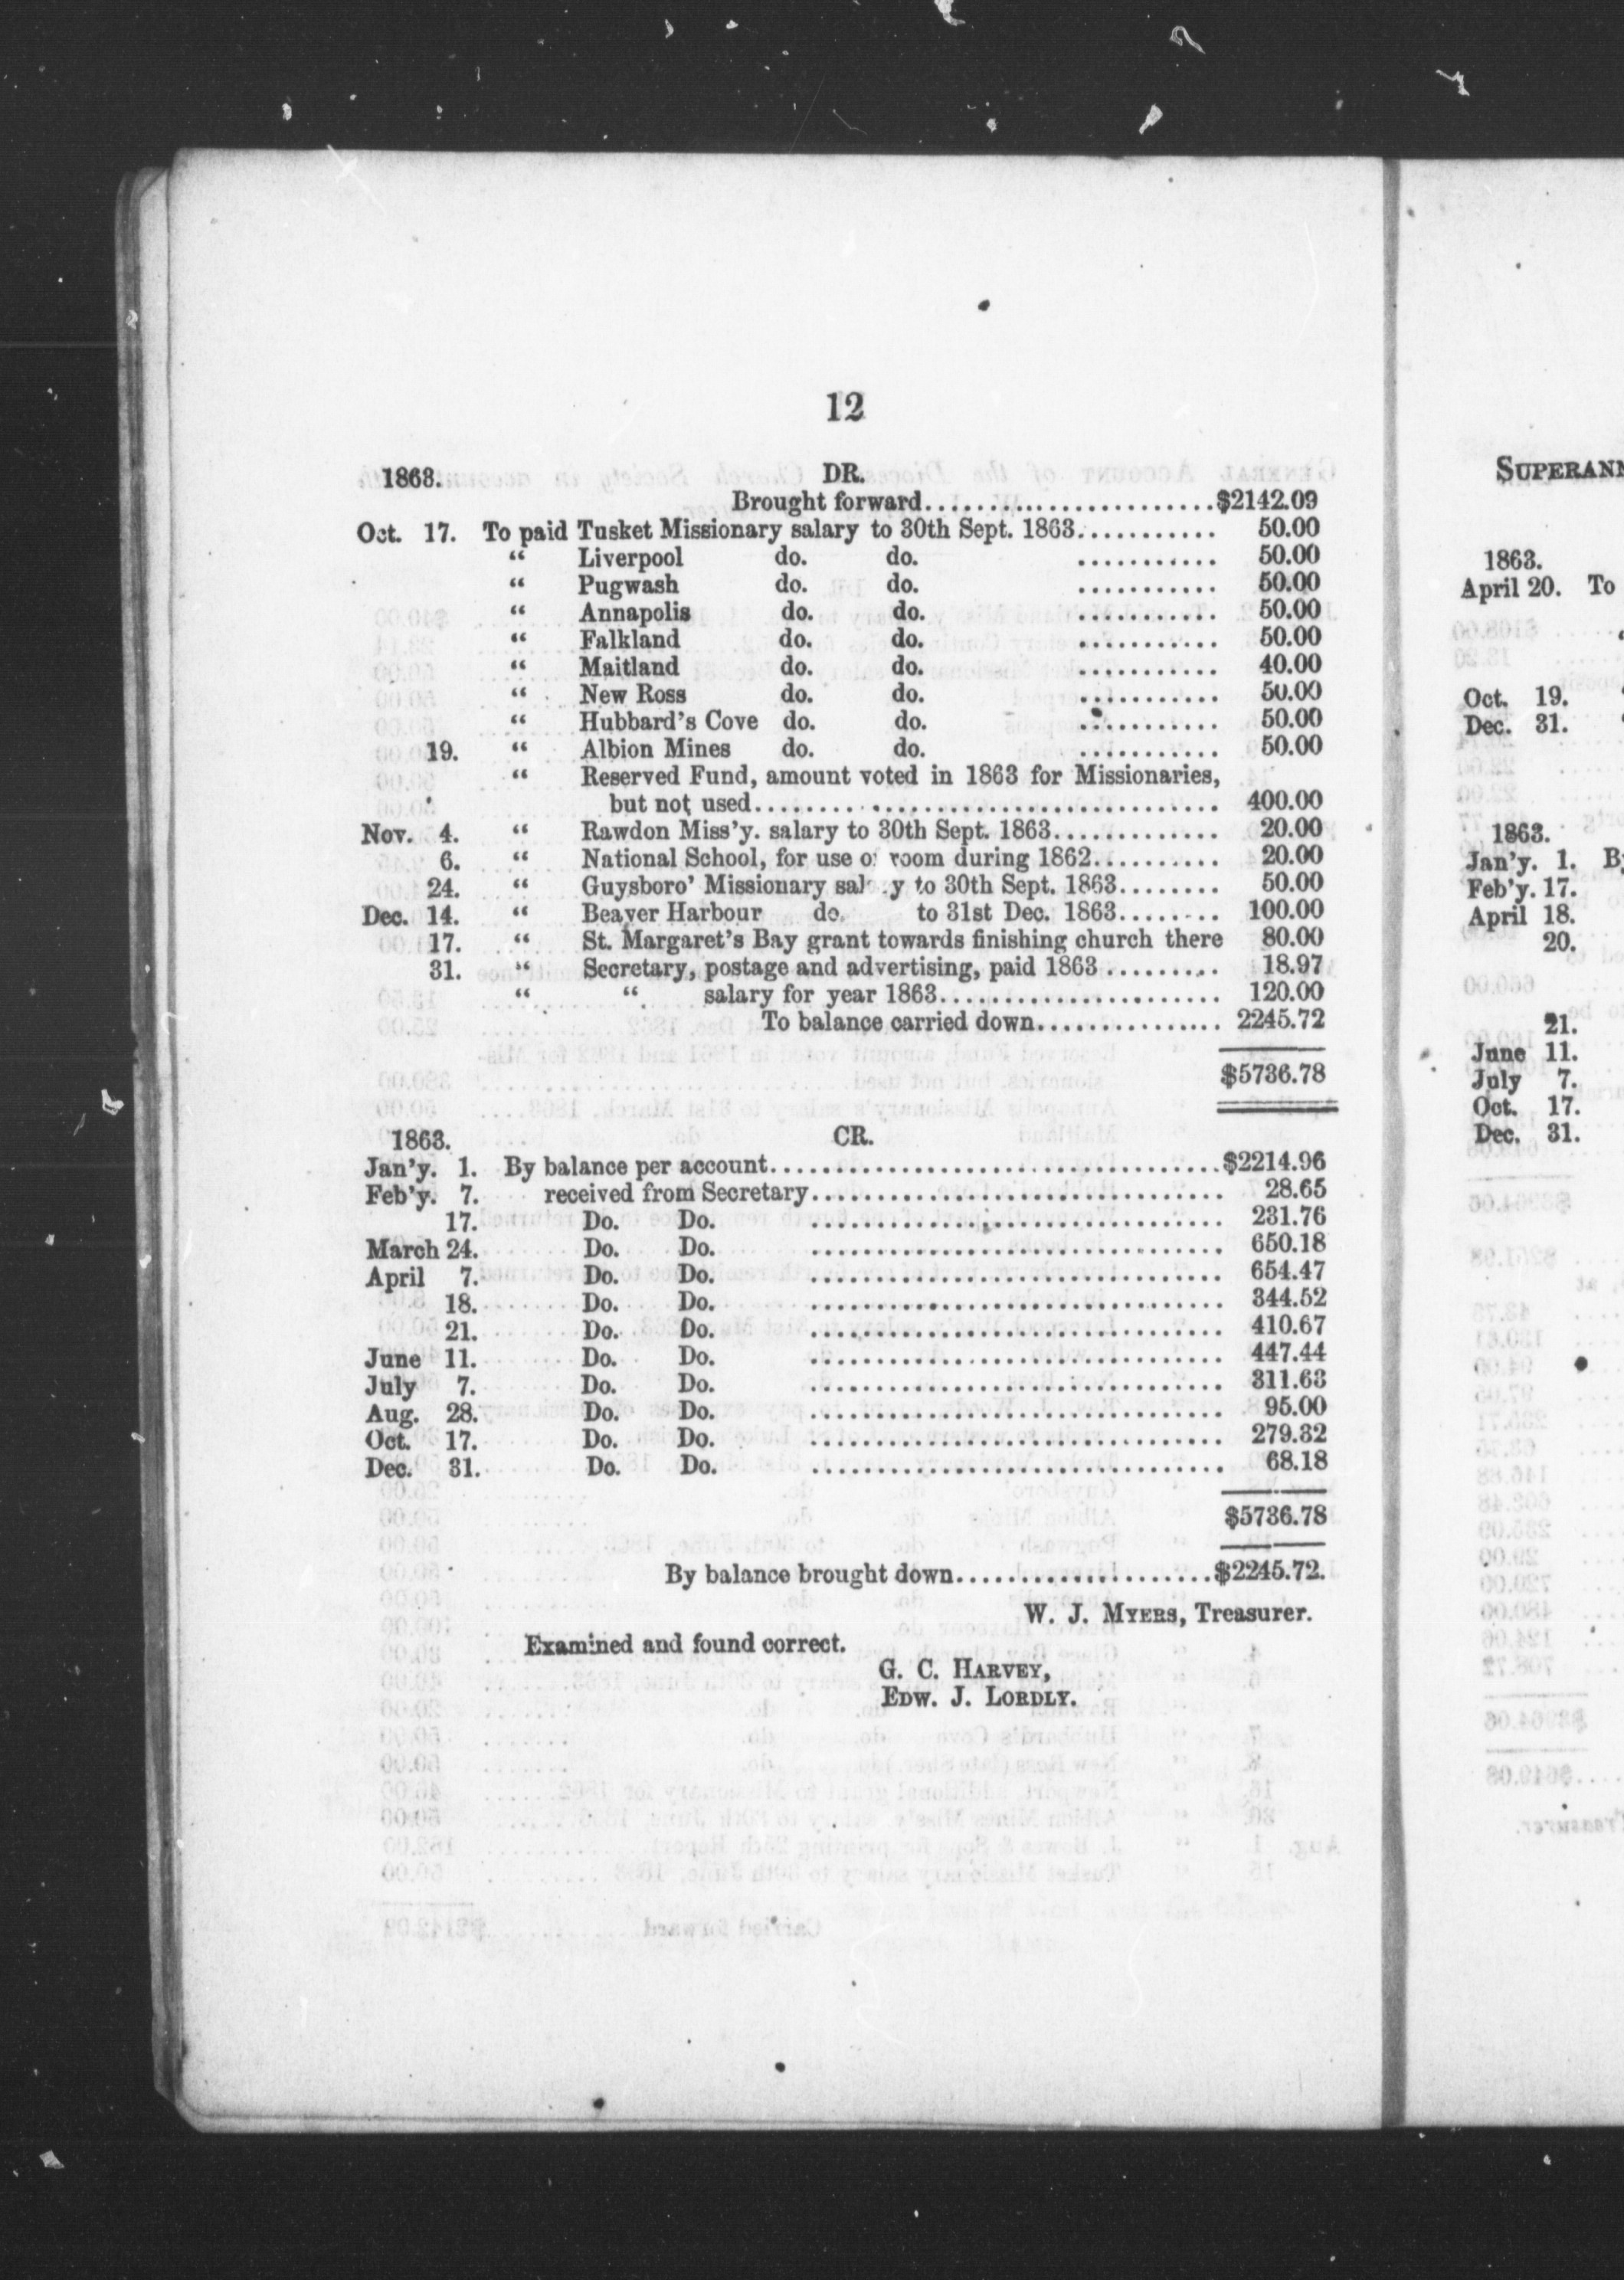 12
1863. DR.
Brought forward..............................$2142.09
Oct. 17. To paid Tusket Missionary salary to 30th Sept. 1863........... 50.00
“ Liverpool do. do. ........... 50.00
“ Pugwash do. do. ........... 50.00
“ Annapolis do. do. ........... 50.00
“ Falkland do. do. ........... 50.00
“ Maitland do. do. ........... 40.00
“ New Ross do. do. ........... 50.00
“ Hubbard's Cove do. do. ........... 50.00
19. “ Albion Mines do. do. ........... 50.00
“ Reserved Fund, amount voted in 1863 for Missionaries,
but not used..................................... 400.00
Nov. 4. “ Rawdon Miss'y. salary to 30th Sept. 1863............. 20.00
6. “ National School, for use of room during 1862.......... 20.00
24. “ Guysboro' Missionary salary to 30th Sept. 1863........ 50.00
Dec. 14. “ Beaver Harbour do. to 31st Dec. 1863........ 100.00
17. “ St. Margaret's Bay grant towards finishing church there 80.00
31. “ Secretary, postage and advertising, paid 1863 ......... 18.97
“ “ salary for year 1863...................... 120.00
To balance carried down............... 2245.72
$5736.78
1863. CR.
Jan'y. 1. By balance per account...................................$2214.96
Feb'y. 7. received from Secretary................................ 28.65
17. Do. Do. ................................ 231.76
March 24. Do. Do. ................................ 650.18
April 7. Do. Do. ................................ 654.47
18. Do. Do. ................................ 344.52
21. Do. Do. ................................ 410.67
June 11. Do. Do. ................................ 447.44
July 7. Do. Do. ................................ 311.63
Aug. 28. Do. Do. ................................ 95.00
Oct. 17. Do. Do. ................................ 279.32
Dec. 31. Do. Do. ................................ 68.18
$5736.78
By balance brought down....................$2245.72.
W. J. MYERS, Treasurer.
Examined and found correct.
G. C. HARVEY,
EDW. J. LORDLY.
SUPERANN
1863.
April 20. To
Oct. 19.
Dec. 31.
1863.
Jan'y. 1. By
Feb'y. 17.
April 18.
20.
21.
June 11.
July 7.
Oct. 17.
Dec. 31.